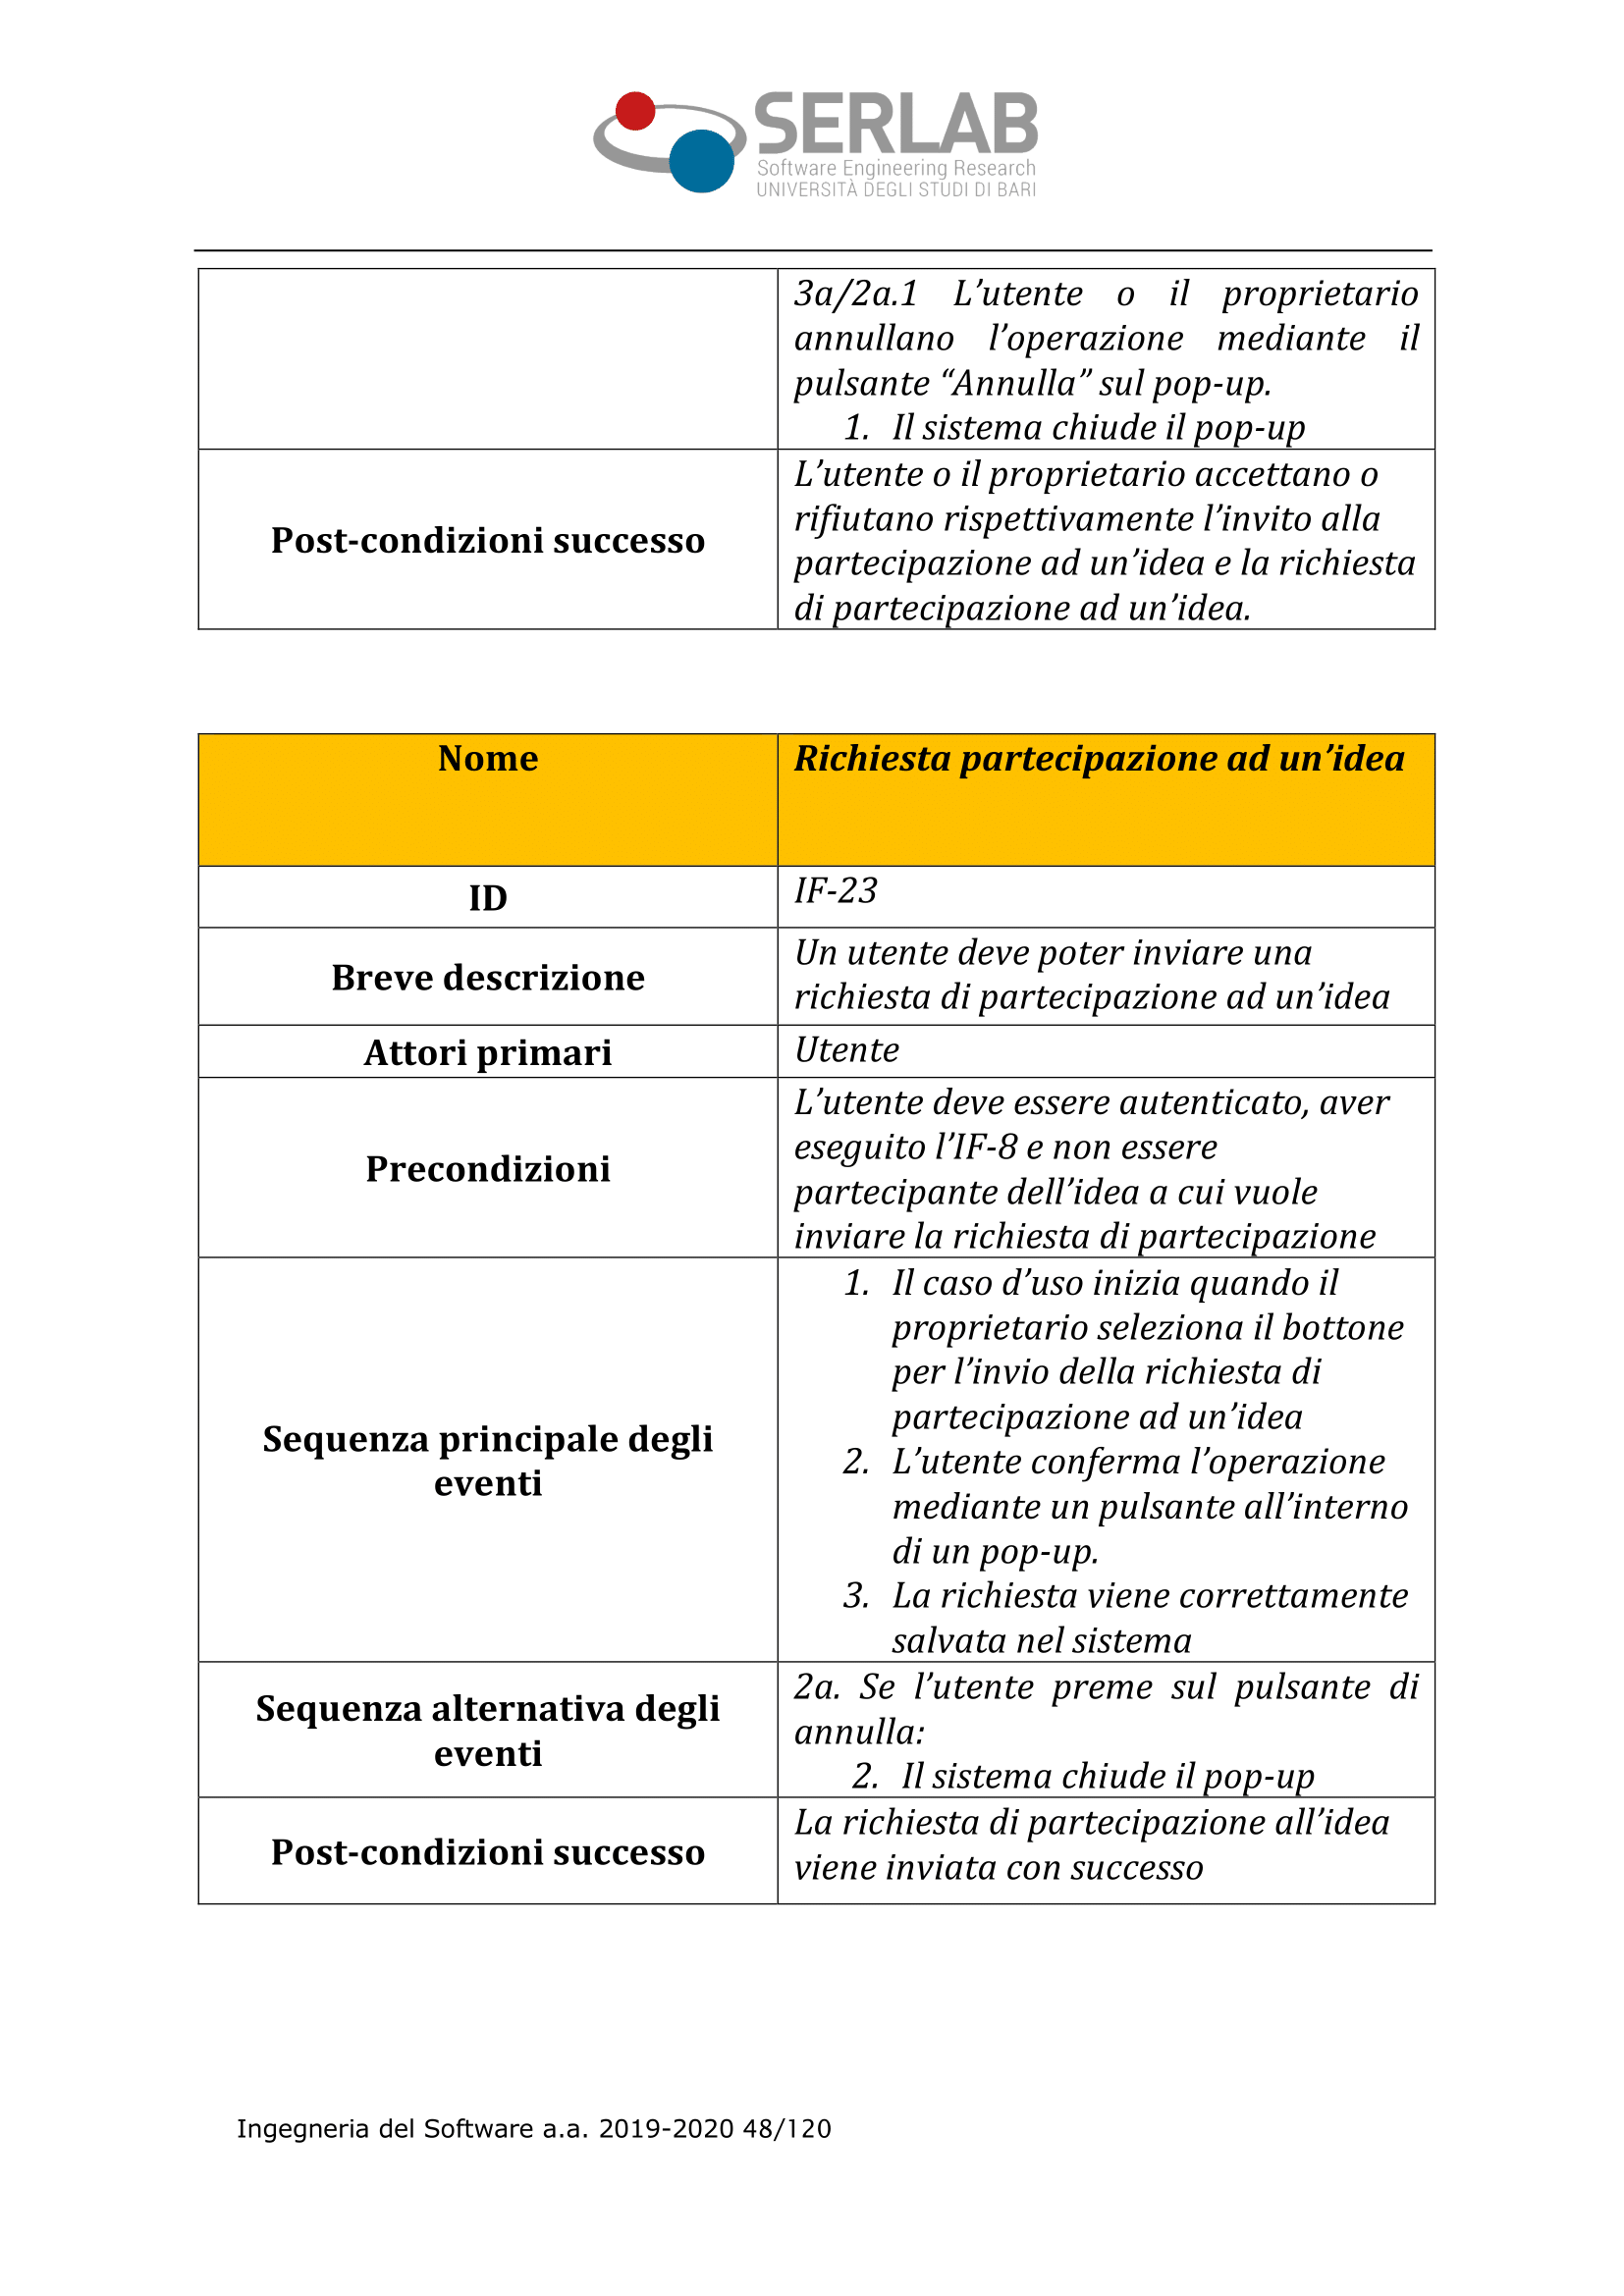 SERLAB
Software Engineering Research
UNIVERSITÀ DEGLI STUDI DI BARI
3a/2a.1 L’utente o il proprietario
annullano l’operazione mediante il
pulsante “Annulla” sul pop-up.
1. Il sistema chiude il pop-up
Post-condizioni successo
L’utente o il proprietario accettano o
rifiutano rispettivamente l’invito alla
partecipazione ad un’idea e la richiesta
di partecipazione ad un’idea.
Nome
Richiesta partecipazione ad un’idea
ID
IF-23
Breve descrizione
Un utente deve poter inviare una
richiesta di partecipazione ad un’idea
Attori primari
Utente
Precondizioni
L’utente deve essere autenticato, aver
eseguito l’IF-8 e non essere
partecipante dell’idea a cui vuole
inviare la richiesta di partecipazione
Sequenza principale degli
eventi
1. Il caso d’uso inizia quando il
proprietario seleziona il bottone
per l’invio della richiesta di
partecipazione ad un’idea
2. L’utente conferma l’operazione
mediante un pulsante all’interno
di un pop-up.
3. La richiesta viene correttamente
salvata nel sistema
Sequenza alternativa degli
eventi
2a. Se l’utente preme sul pulsante di
annulla:
2. Il sistema chiude il pop-up
Post-condizioni successo
La richiesta di partecipazione all’idea
viene inviata con successo
Ingegneria del Software a.a. 2019-2020 48/120